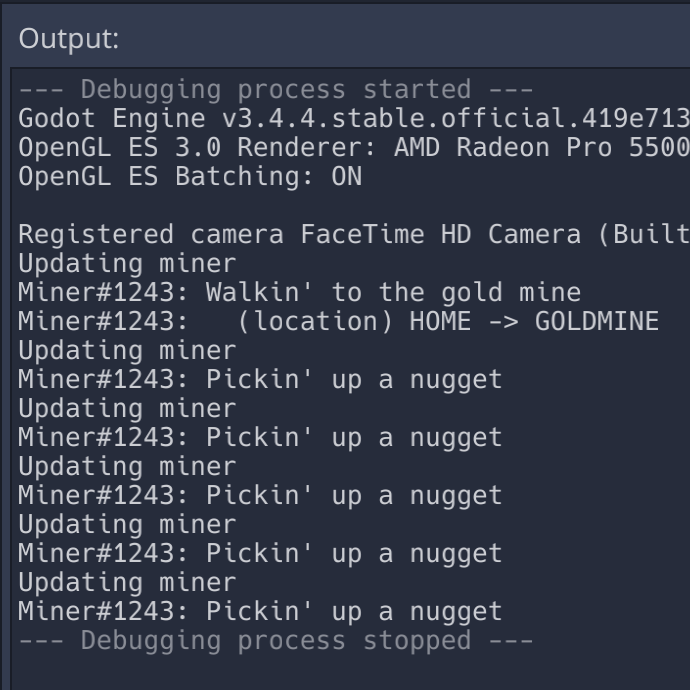 Output:
--- Debugging process started ---
Godot Engine v3.4.4.stable.official.419e713
OpenGL ES 3.0 Renderer: AMD Radeon Pro 5500
OpenGL ES Batching: ON
Registered camera FaceTime HD Camera (Built
Updating miner
Miner#1243: Walkin' to the gold mine
Miner#1243:   (location) HOME -> GOLDMINE
Updating miner
Miner#1243: Pickin' up a nugget
Updating miner
Miner#1243: Pickin' up a nugget
Updating miner
Miner#1243: Pickin' up a nugget
Updating miner
Miner#1243: Pickin' up a nugget
Updating miner
Miner#1243: Pickin' up a nugget
--- Debugging process stopped ---